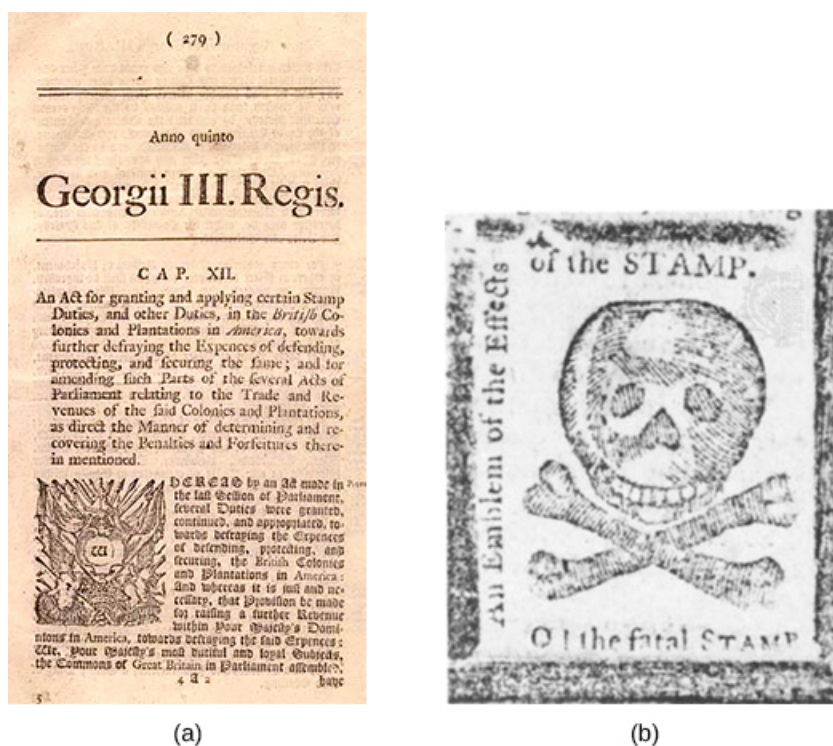 ( 279 )
Anno quinto
Georgii III. Regis.
CAP. XII.
An Act for granting and applying certain Stamp
Duties, and other Duties, in the Britiſh Co-
lonies and Plantations in America, towards
further defraying the Expences of defending,
protecting, and ſecuring the ſame; and for
amending ſuch Parts of the ſeveral Acts of
Parliament relating to the Trade and Re-
venues of the ſaid Colonies and Plantations,
as direct the Manner of determining and re-
covering the Penalties and Forfeitures there-
in mentioned.
WHEREAS by an Act made in
the laſt Seſſion of Parliament,
ſeveral Duties were granted,
continued, and appropriated, to-
wards defraying the Expences
of defending, protecting, and
ſecuring, the Britiſh Colonies
and Plantations in America:
And whereas it is juſt and ne-
ceſſary, that Proviſion be made
for raiſing a further Revenue
within Your Majeſty's Domi-
nions in America, towards defraying the ſaid Expences:
We, Your Majeſty's moſt dutiful and loyal Subjects,
the Commons of Great Britain in Parliament aſſembled,
4 A 2 have
(a)
An Emblem of the Effects
of the STAMP.
O! the fatal STAMP
(b)